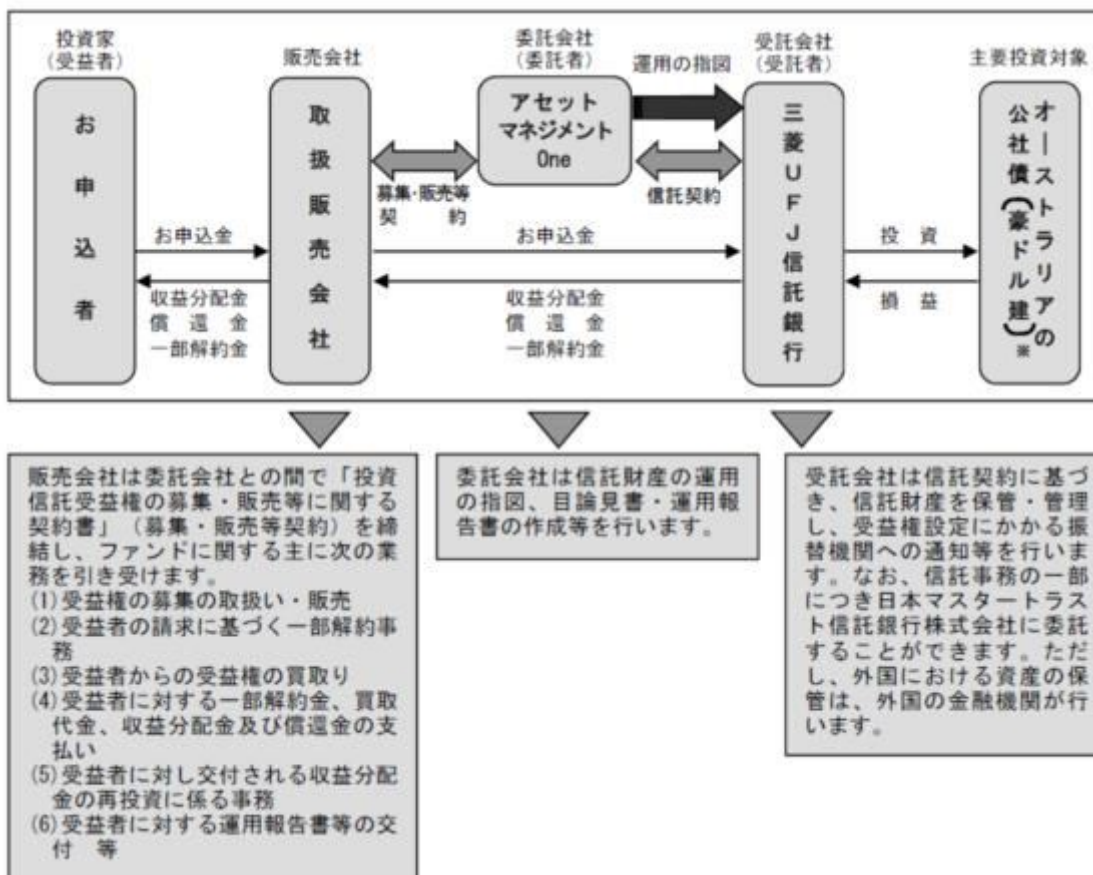 投資家
(受益者)
お申込者
販売会社
取扱販売会社
委託会社
(委託者)
アセット
マネジメント
One
運用の指図
受託会社
(受託者)
三菱UFJ信託銀行
主要投資対象
オーストラリアの
公社債(豪ドル建)※
募集・販売等
契　約
信託契約
お申込金
収益分配金
償　還　金
一部解約金
お申込金
収益分配金
償　還　金
一部解約金
投　資
損　益
販売会社は委託会社との間で「投資
信託受益権の募集・販売等に関する
契約書」（募集・販売等契約）を締
結し、ファンドに関する主に次の業
務を引き受けます。
(1)受益権の募集の取扱い・販売
(2)受益者の請求に基づく一部解約事
務
(3)受益者からの受益権の買取り
(4)受益者に対する一部解約金、買取
代金、収益分配金及び償還金の支
払い
(5)受益者に対し交付される収益分配
金の再投資に係る事務
(6)受益者に対する運用報告書等の交
付　等
委託会社は信託財産の運用
の指図、目論見書・運用報
告書の作成等を行います。
受託会社は信託契約に基づ
き、信託財産を保管・管理
し、受益権設定にかかる振
替機関への通知等を行いま
す。なお、信託事務の一部
につき日本マスタートラス
ト信託銀行株式会社に委託
することができます。ただ
し、外国における資産の保
管は、外国の金融機関が行
います。